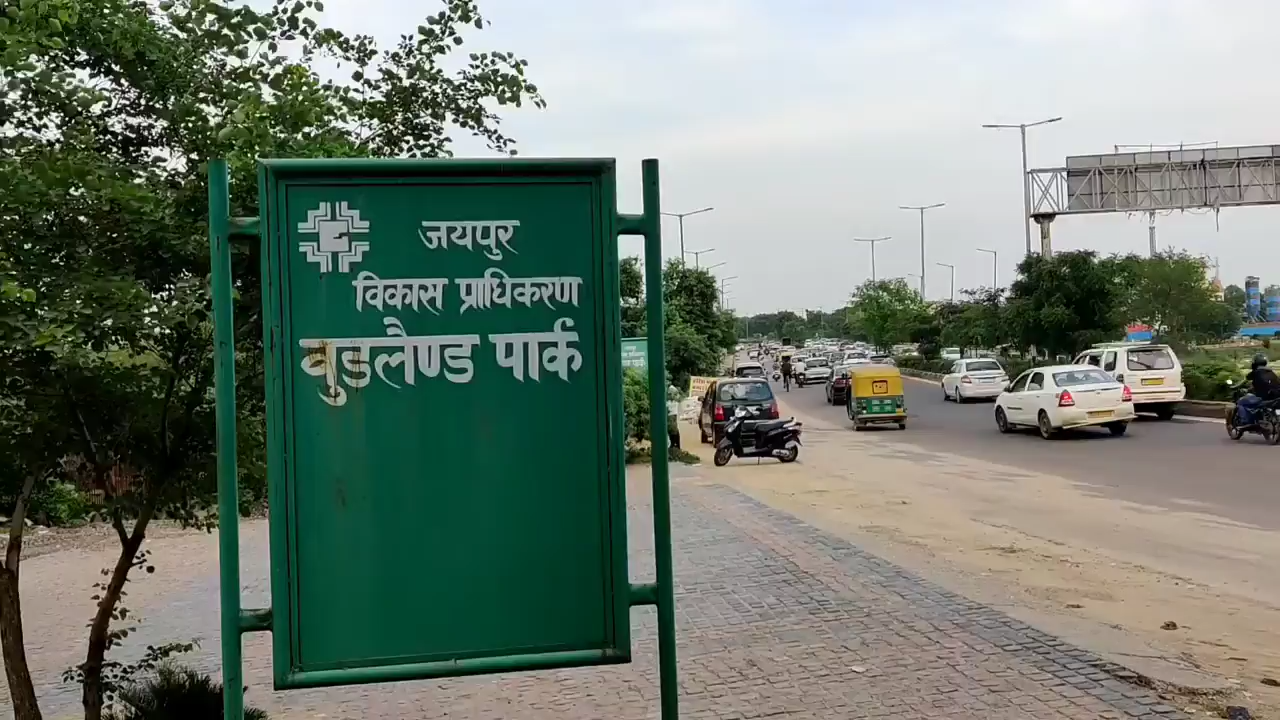 जयपुर
विकास प्राधिकरण
वुडलैण्ड पार्क